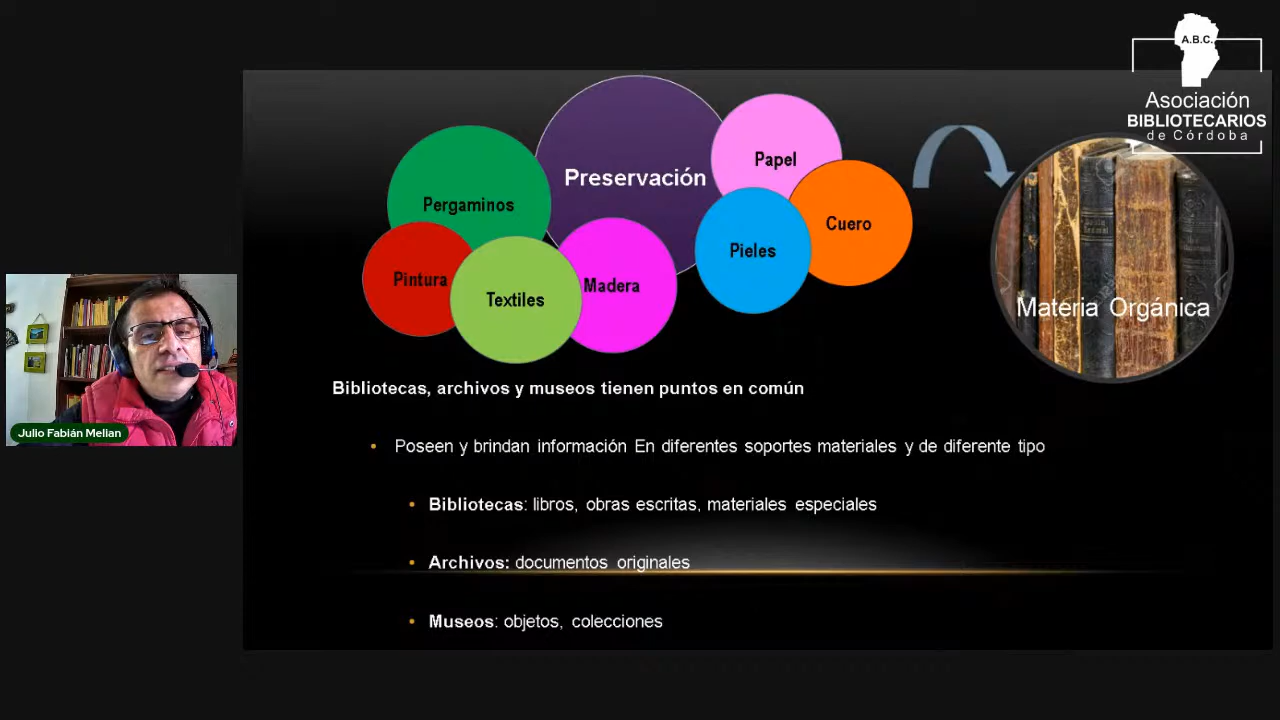 A.B.C.
Asociación
BIBLIOTECARIOS
de Córdoba
Preservación
Papel
Pergaminos
Cuero
Pieles
Pintura
Textiles
Madera
Materia Orgánica
Bibliotecas, archivos y museos tienen puntos en común
• Poseen y brindan información En diferentes soportes materiales y de diferente tipo
• Bibliotecas: libros, obras escritas, materiales especiales
• Archivos: documentos originales
• Museos: objetos, colecciones
Julio Fabián Melian